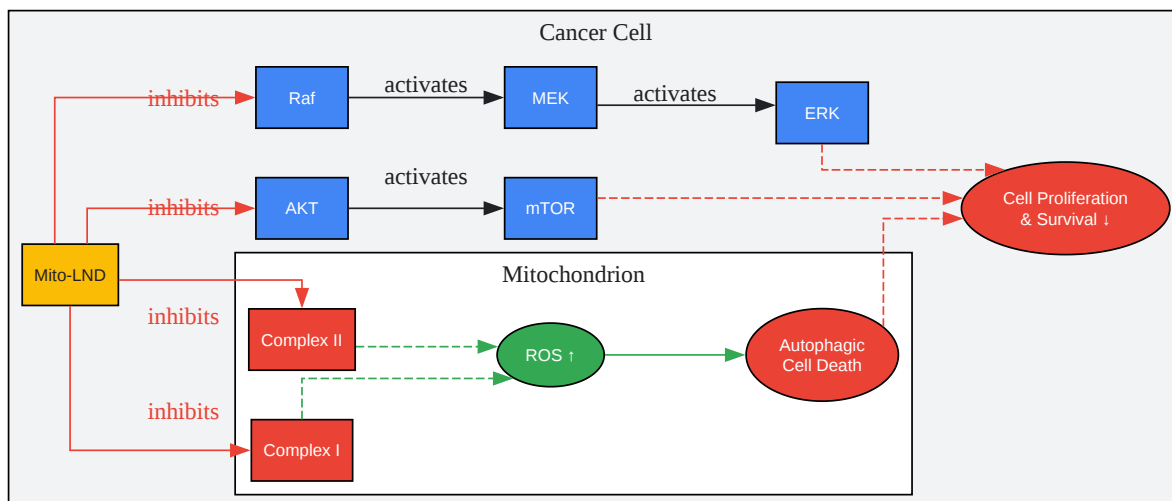 Cancer Cell
inhibits
Raf
activates
MEK
activates
ERK
inhibits
AKT
activates
mTOR
Cell Proliferation
& Survival ↓
Mito-LND
Mitochondrion
inhibits
Complex II
ROS ↑
Autophagic
Cell Death
inhibits
Complex I